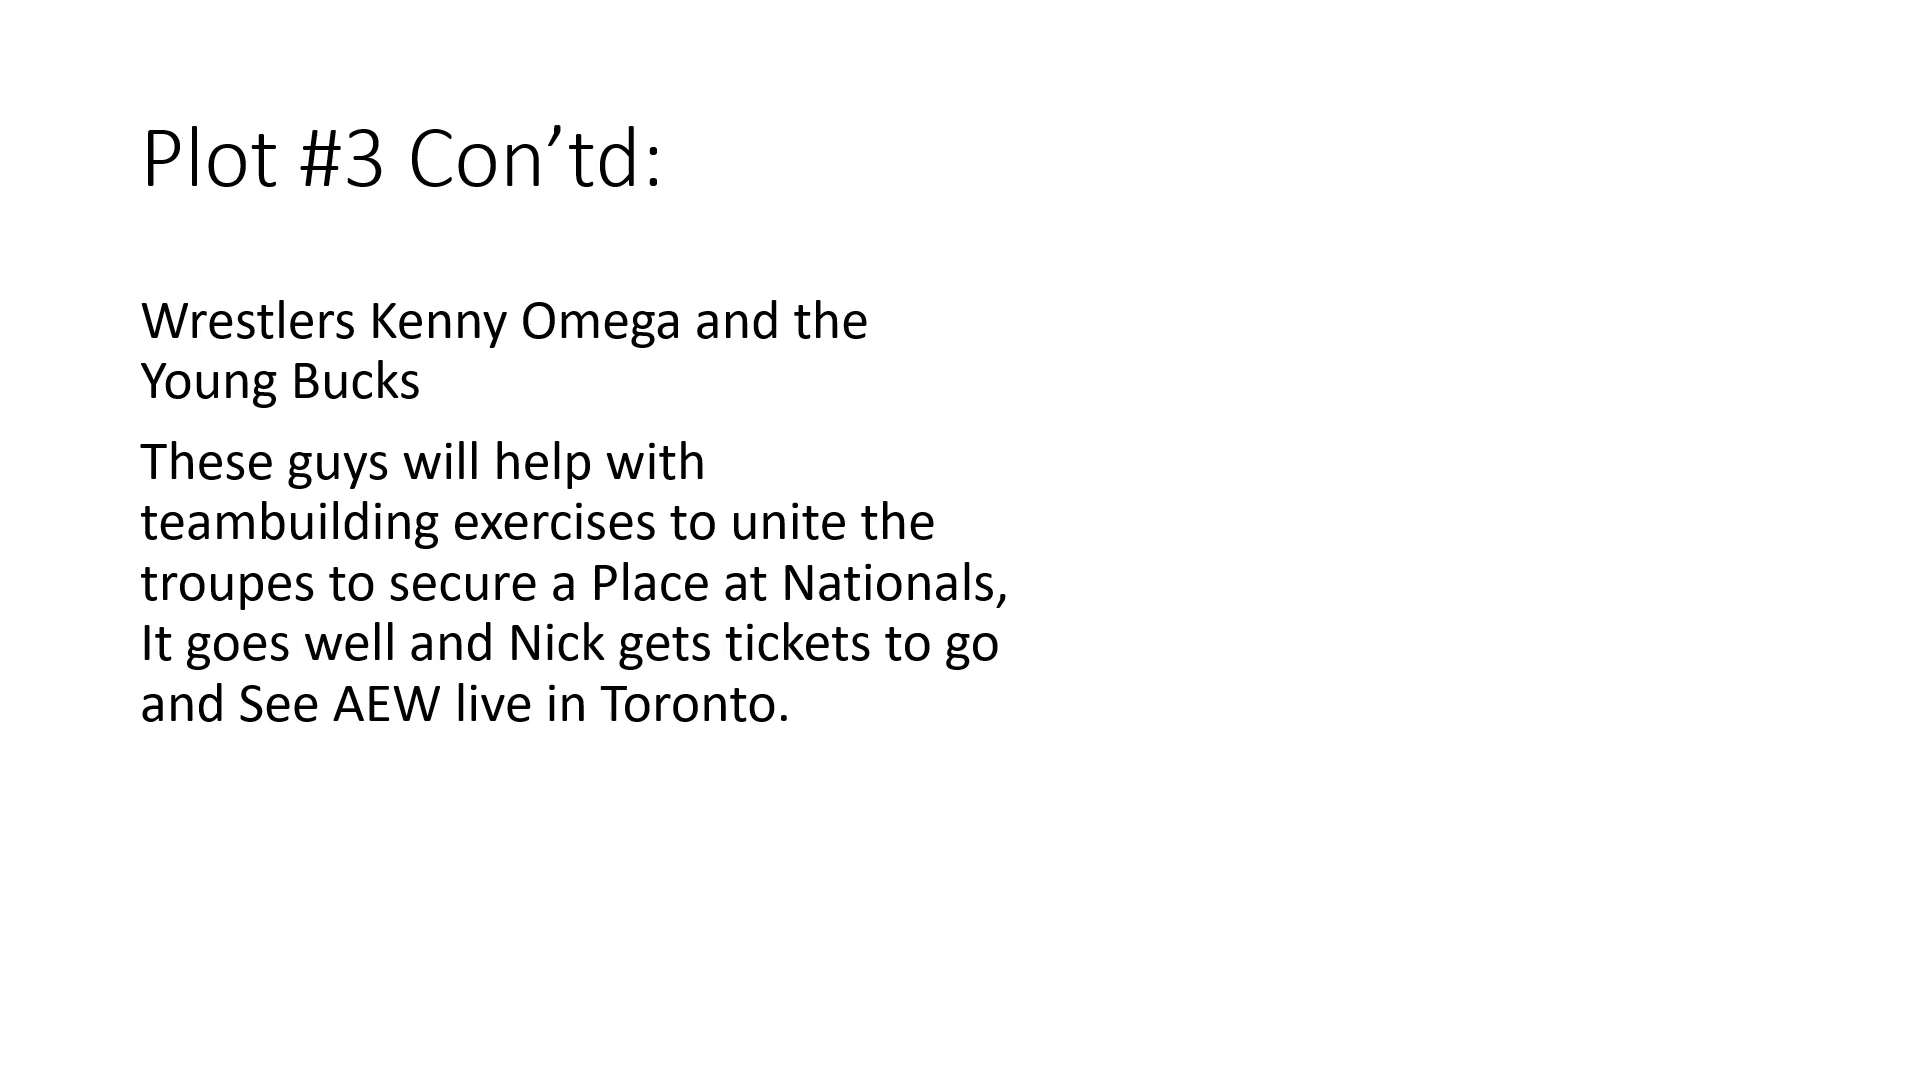 Plot #3 Con’td:
Wrestlers Kenny Omega and the
Young Bucks
These guys will help with
teambuilding exercises to unite the
troupes to secure a Place at Nationals,
It goes well and Nick gets tickets to go
and See AEW live in Toronto.